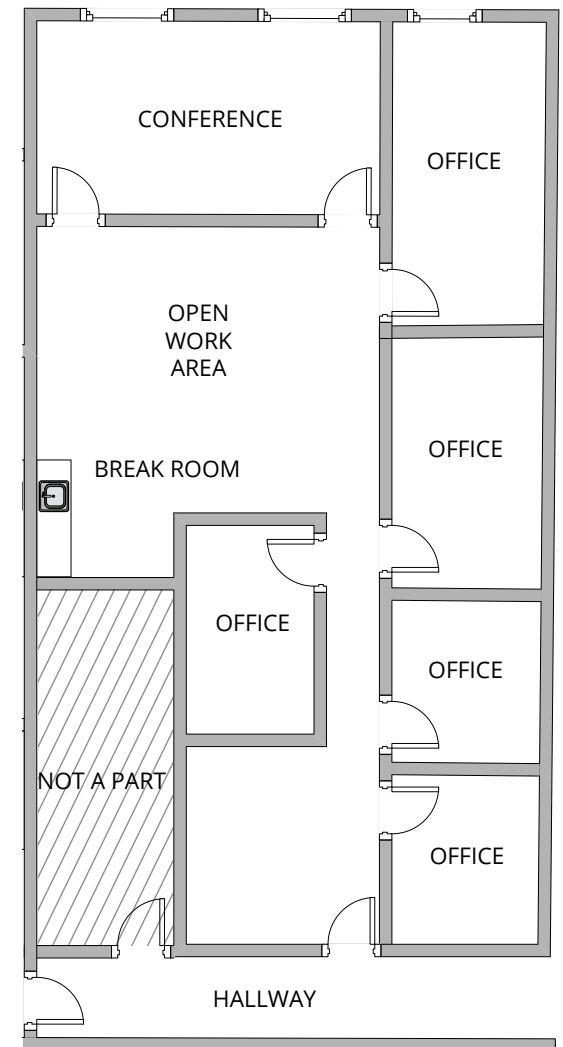 CONFERENCE
OFFICE
OPEN
WORK
AREA
OFFICE
BREAK ROOM
OFFICE
OFFICE
NOT A PART
OFFICE
HALLWAY